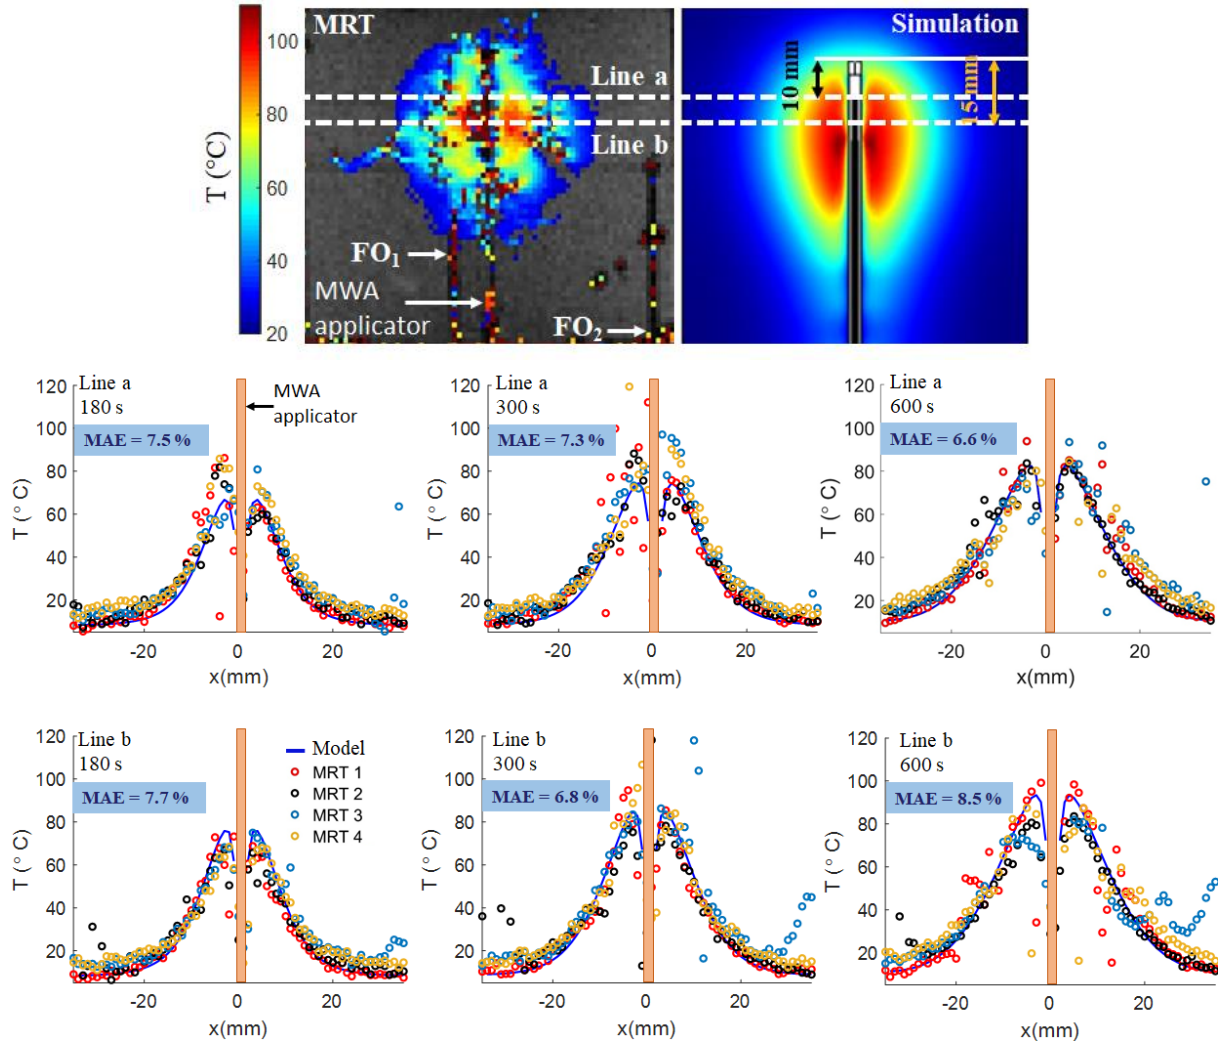 MRT
Simulation
T (°C)
100
80
60
40
20
Line a
Line b
10 mm
15 mm
FO1
MWA
applicator
FO2
Line a
180 s
MAE = 7.5 %
MWA
applicator
T (° C)
120
100
80
60
40
20
-20
0
20
x(mm)
Line a
300 s
MAE = 7.3 %
T (° C)
120
100
80
60
40
20
-20
0
20
x(mm)
Line a
600 s
MAE = 6.6 %
T (° C)
120
100
80
60
40
20
-20
0
20
x(mm)
Line b
180 s
MAE = 7.7 %
Model
MRT 1
MRT 2
MRT 3
MRT 4
T (° C)
120
100
80
60
40
20
-20
0
20
x(mm)
Line b
300 s
MAE = 6.8 %
T (° C)
120
100
80
60
40
20
-20
0
20
x(mm)
Line b
600 s
MAE = 8.5 %
T (° C)
120
100
80
60
40
20
-20
0
20
x(mm)